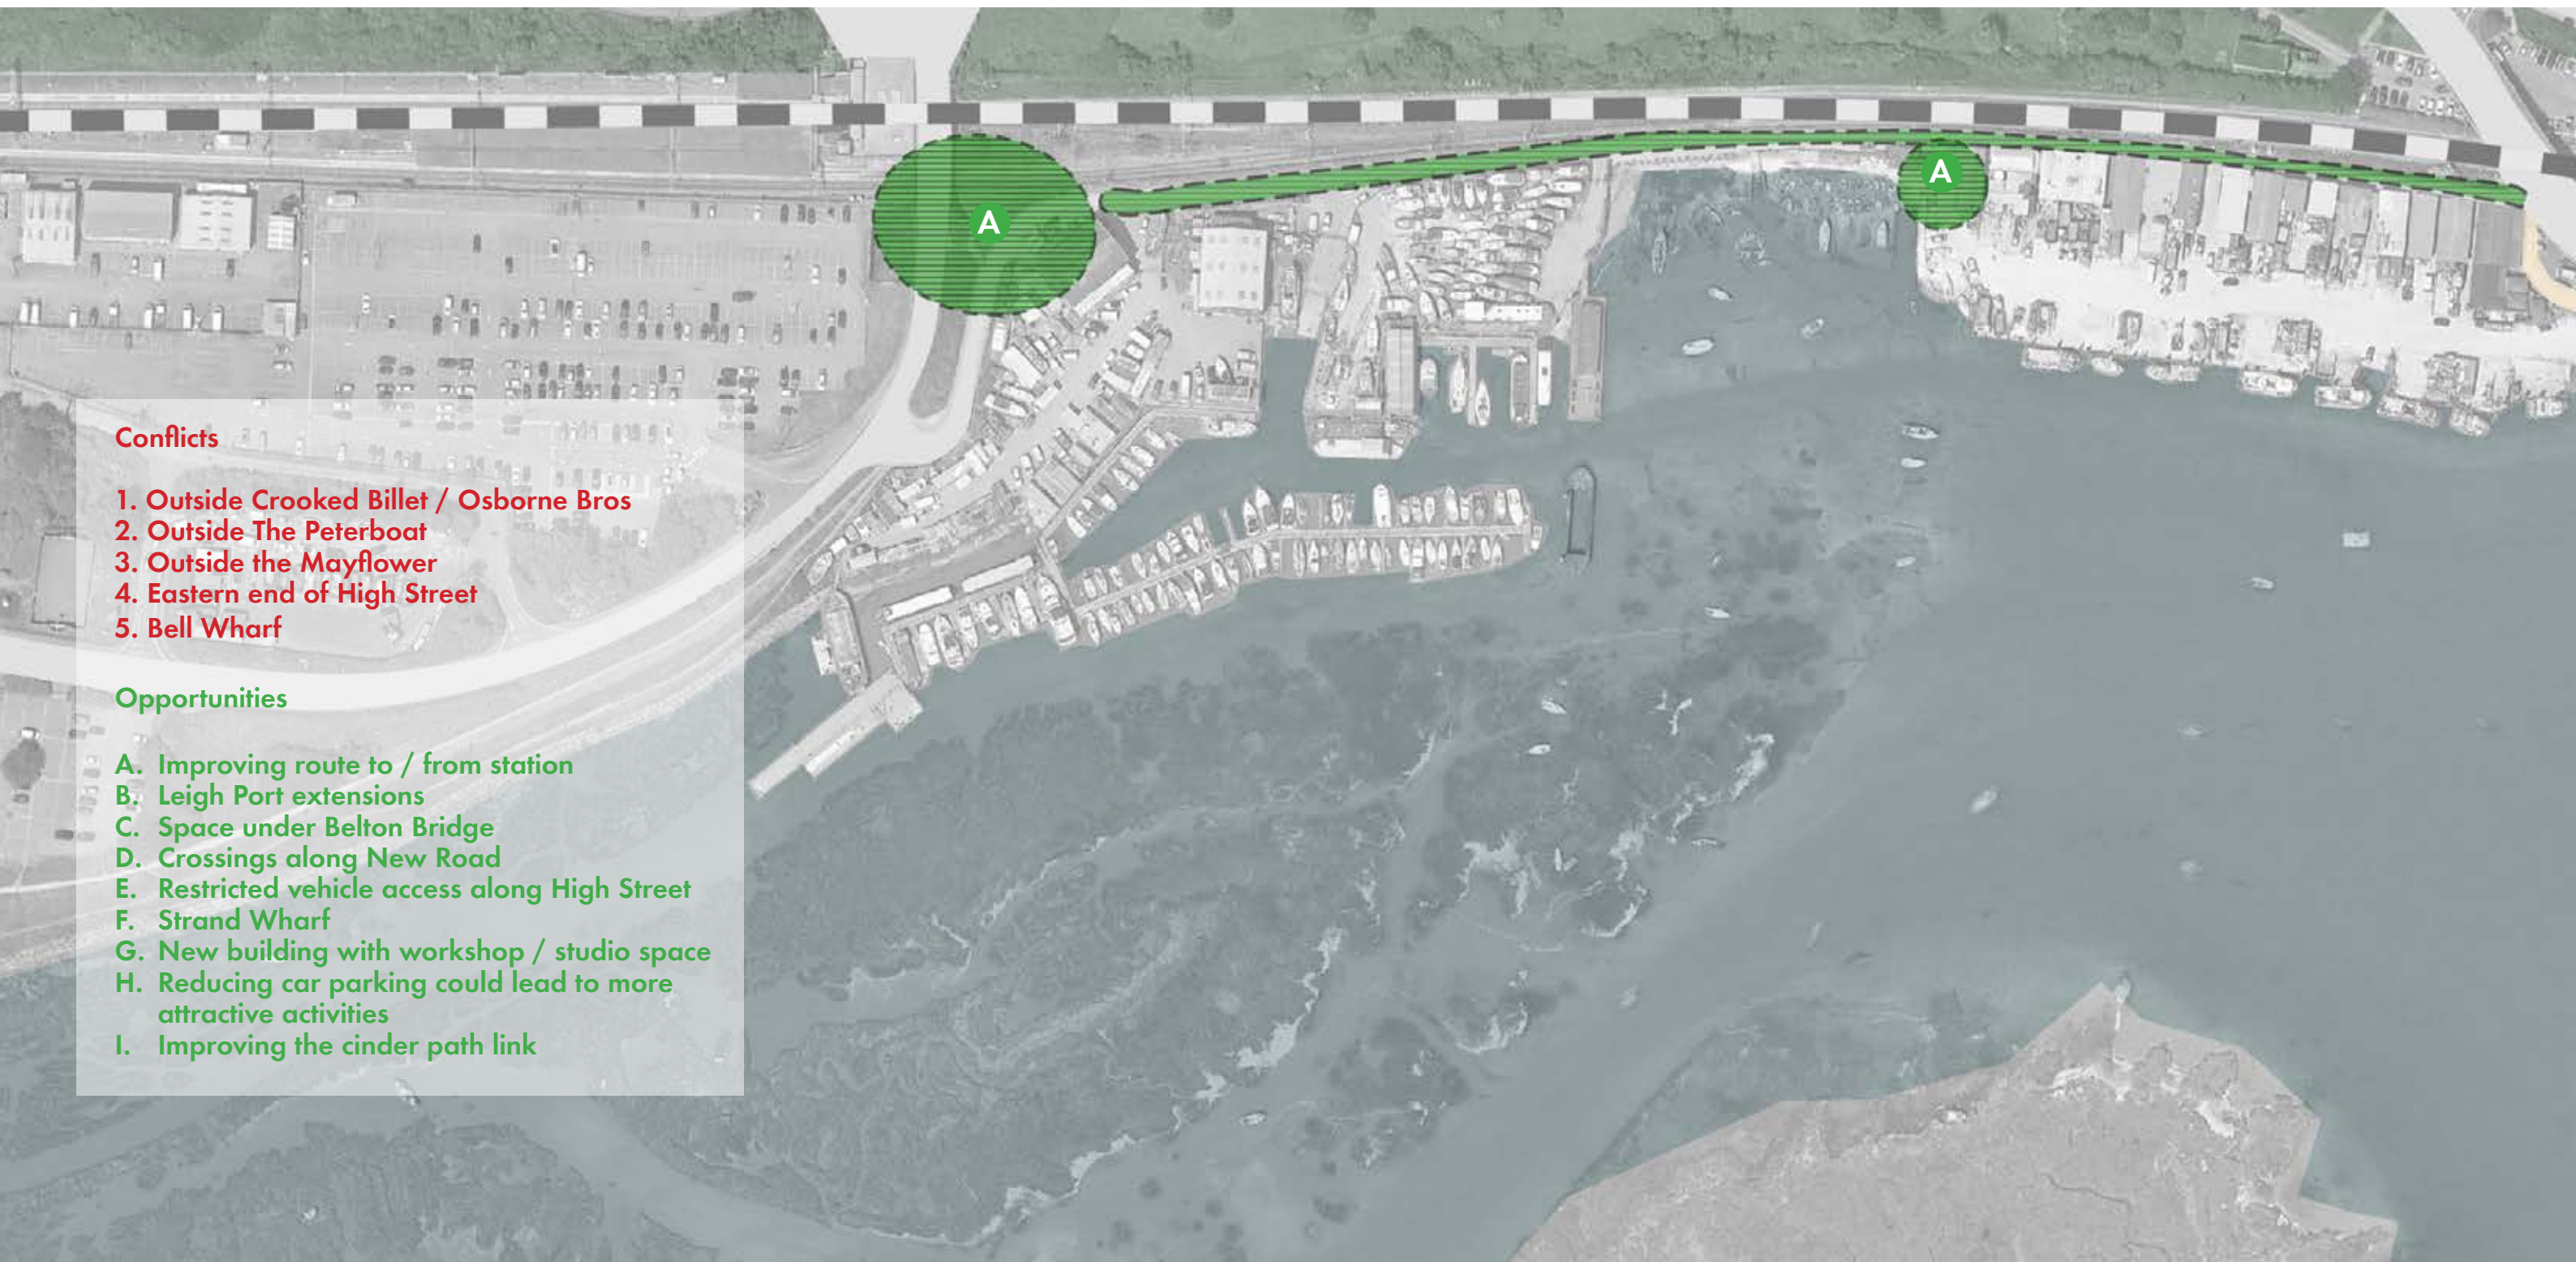 A
A
Conflicts
1. Outside Crooked Billet / Osborne Bros
2. Outside The Peterboat
3. Outside the Mayflower
4. Eastern end of High Street
5. Bell Wharf
Opportunities
A. Improving route to / from station
B. Leigh Port extensions
C. Space under Belton Bridge
D. Crossings along New Road
E. Restricted vehicle access along High Street
F. Strand Wharf
G. New building with workshop / studio space
H. Reducing car parking could lead to more
attractive activities
I. Improving the cinder path link